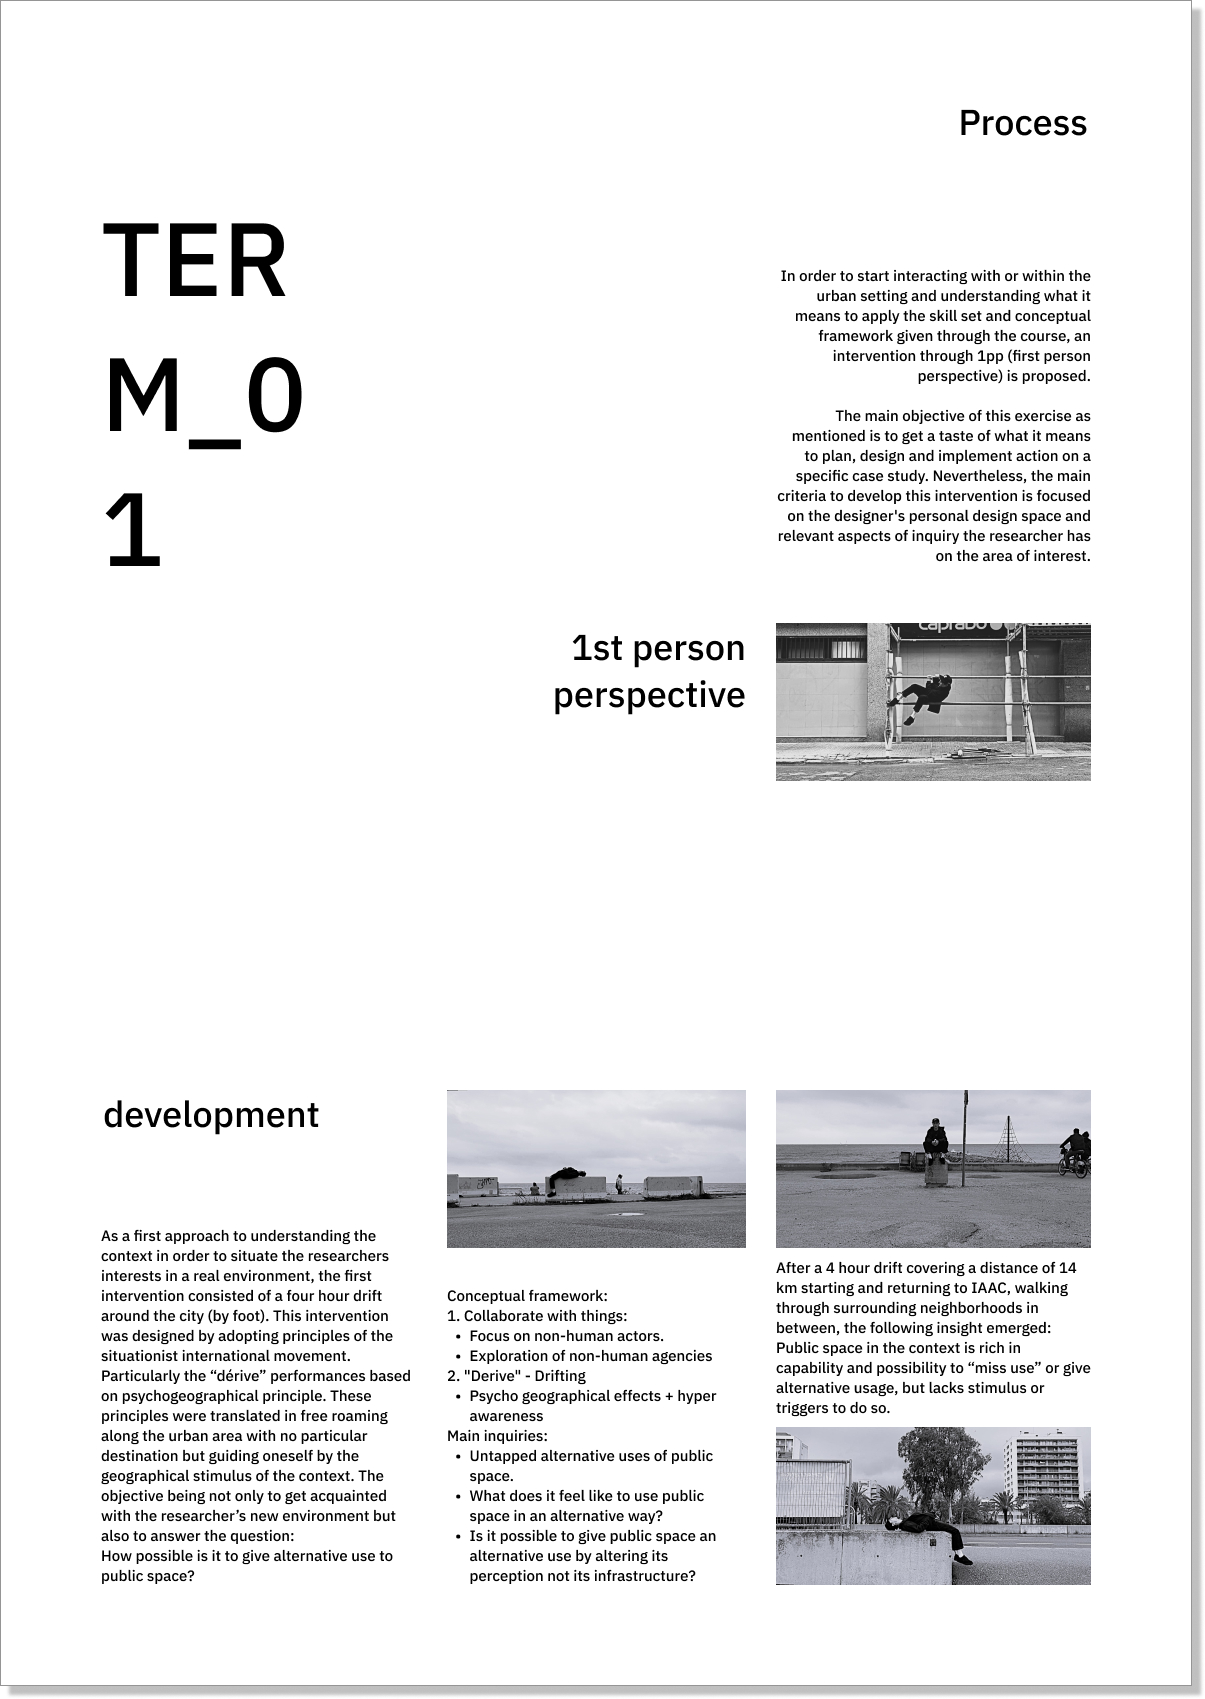 Process
TER
M_0
1
In order to start interacting with or within the
urban setting and understanding what it
means to apply the skill set and conceptual
framework given through the course, an
intervention through 1pp (first person
perspective) is proposed.
The main objective of this exercise as
mentioned is to get a taste of what it means
to plan, design and implement action on a
specific case study. Nevertheless, the main
criteria to develop this intervention is focused
on the designer's personal design space and
relevant aspects of inquiry the researcher has
on the area of interest.
1st person
perspective
caprabo
development
As a first approach to understanding the
context in order to situate the researchers
interests in a real environment, the first
intervention consisted of a four hour drift
around the city (by foot). This intervention
was designed by adopting principles of the
situationist international movement.
Particularly the “dérive” performances based
on psychogeographical principle. These
principles were translated in free roaming
along the urban area with no particular
destination but guiding oneself by the
geographical stimulus of the context. The
objective being not only to get acquainted
with the researcher’s new environment but
also to answer the question:
How possible is it to give alternative use to
public space?
Conceptual framework:
1. Collaborate with things:
• Focus on non-human actors.
• Exploration of non-human agencies
2. "Derive" - Drifting
• Psycho geographical effects + hyper
awareness
Main inquiries:
• Untapped alternative uses of public
space.
• What does it feel like to use public
space in an alternative way?
• Is it possible to give public space an
alternative use by altering its
perception not its infrastructure?
After a 4 hour drift covering a distance of 14
km starting and returning to IAAC, walking
through surrounding neighborhoods in
between, the following insight emerged:
Public space in the context is rich in
capability and possibility to “miss use” or give
alternative usage, but lacks stimulus or
triggers to do so.